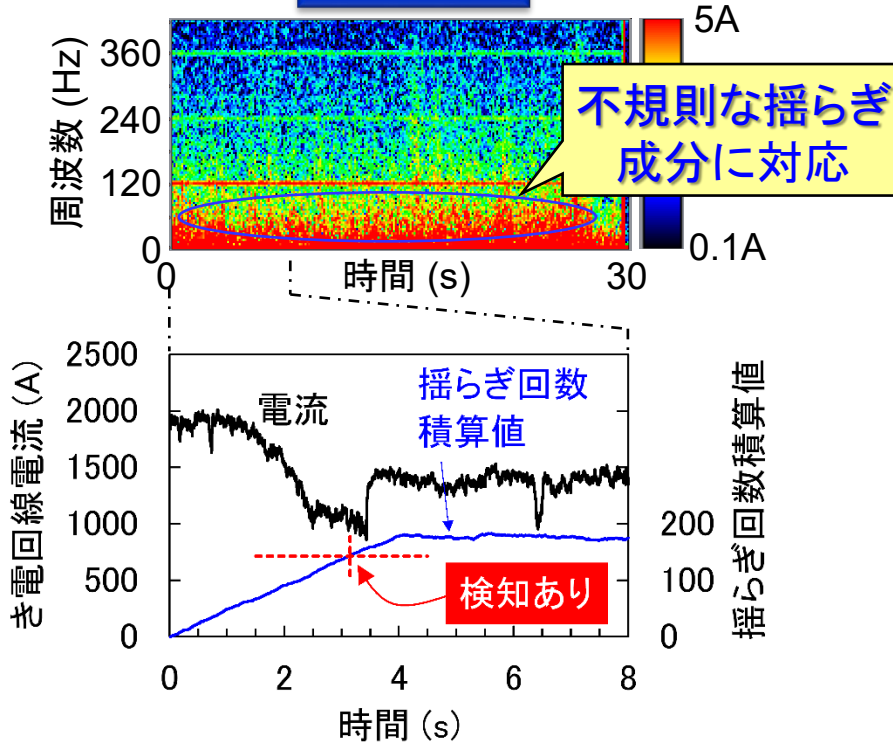 5A
360
240
120
0
周波数 (Hz)
不規則な揺らぎ
成分に対応
0.1A
0
時間 (s)
30
2500
2000
1500
1000
500
0
き電回線電流 (A)
電流
揺らぎ回数
積算値
検知あり
200
100
0
揺らぎ回数積算値
0
2
4
6
8
時間 (s)